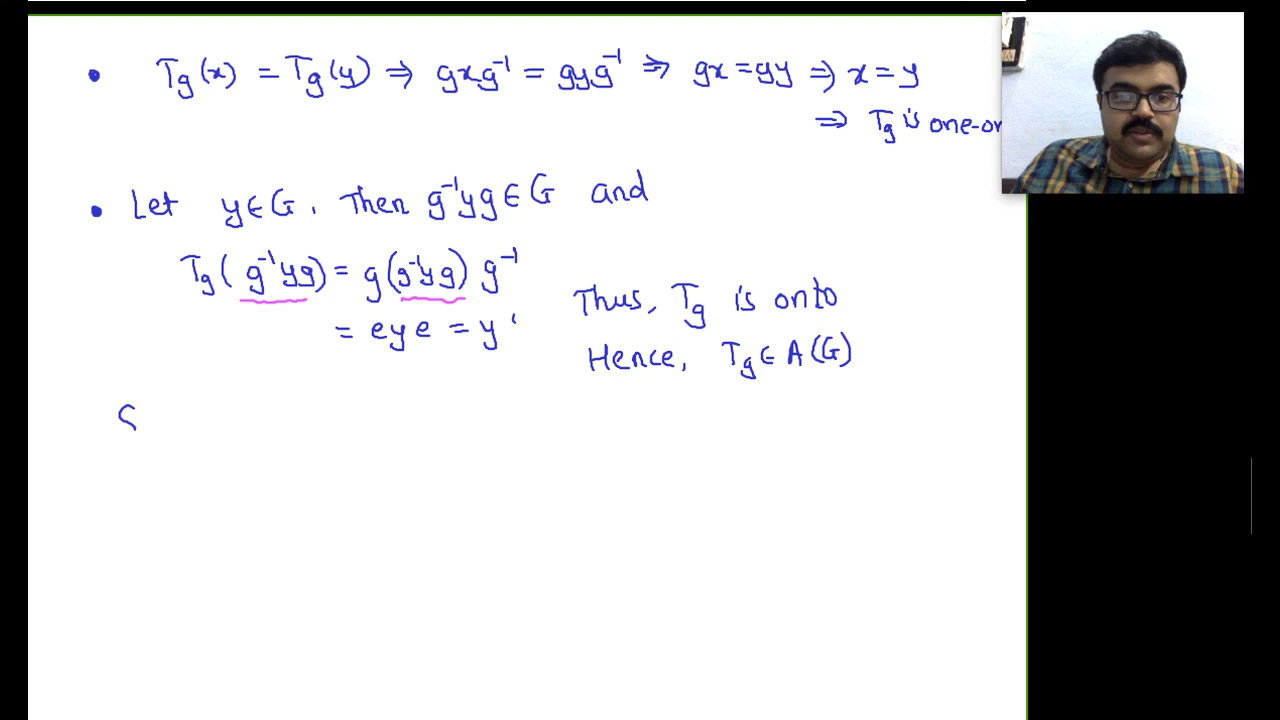 • Tg(x) = Tg(y) ⇒ gxg⁻¹ = gyg⁻¹ ⇒ gx = gy ⇒ x = y
⇒ Tg is one-on
• Let y ∈ G. Then g⁻¹yg ∈ G and
Tg(g⁻¹yg) = g(g⁻¹yg)g⁻¹
= eye = y.
Thus, Tg is onto
Hence, Tg ∈ A(G)
S